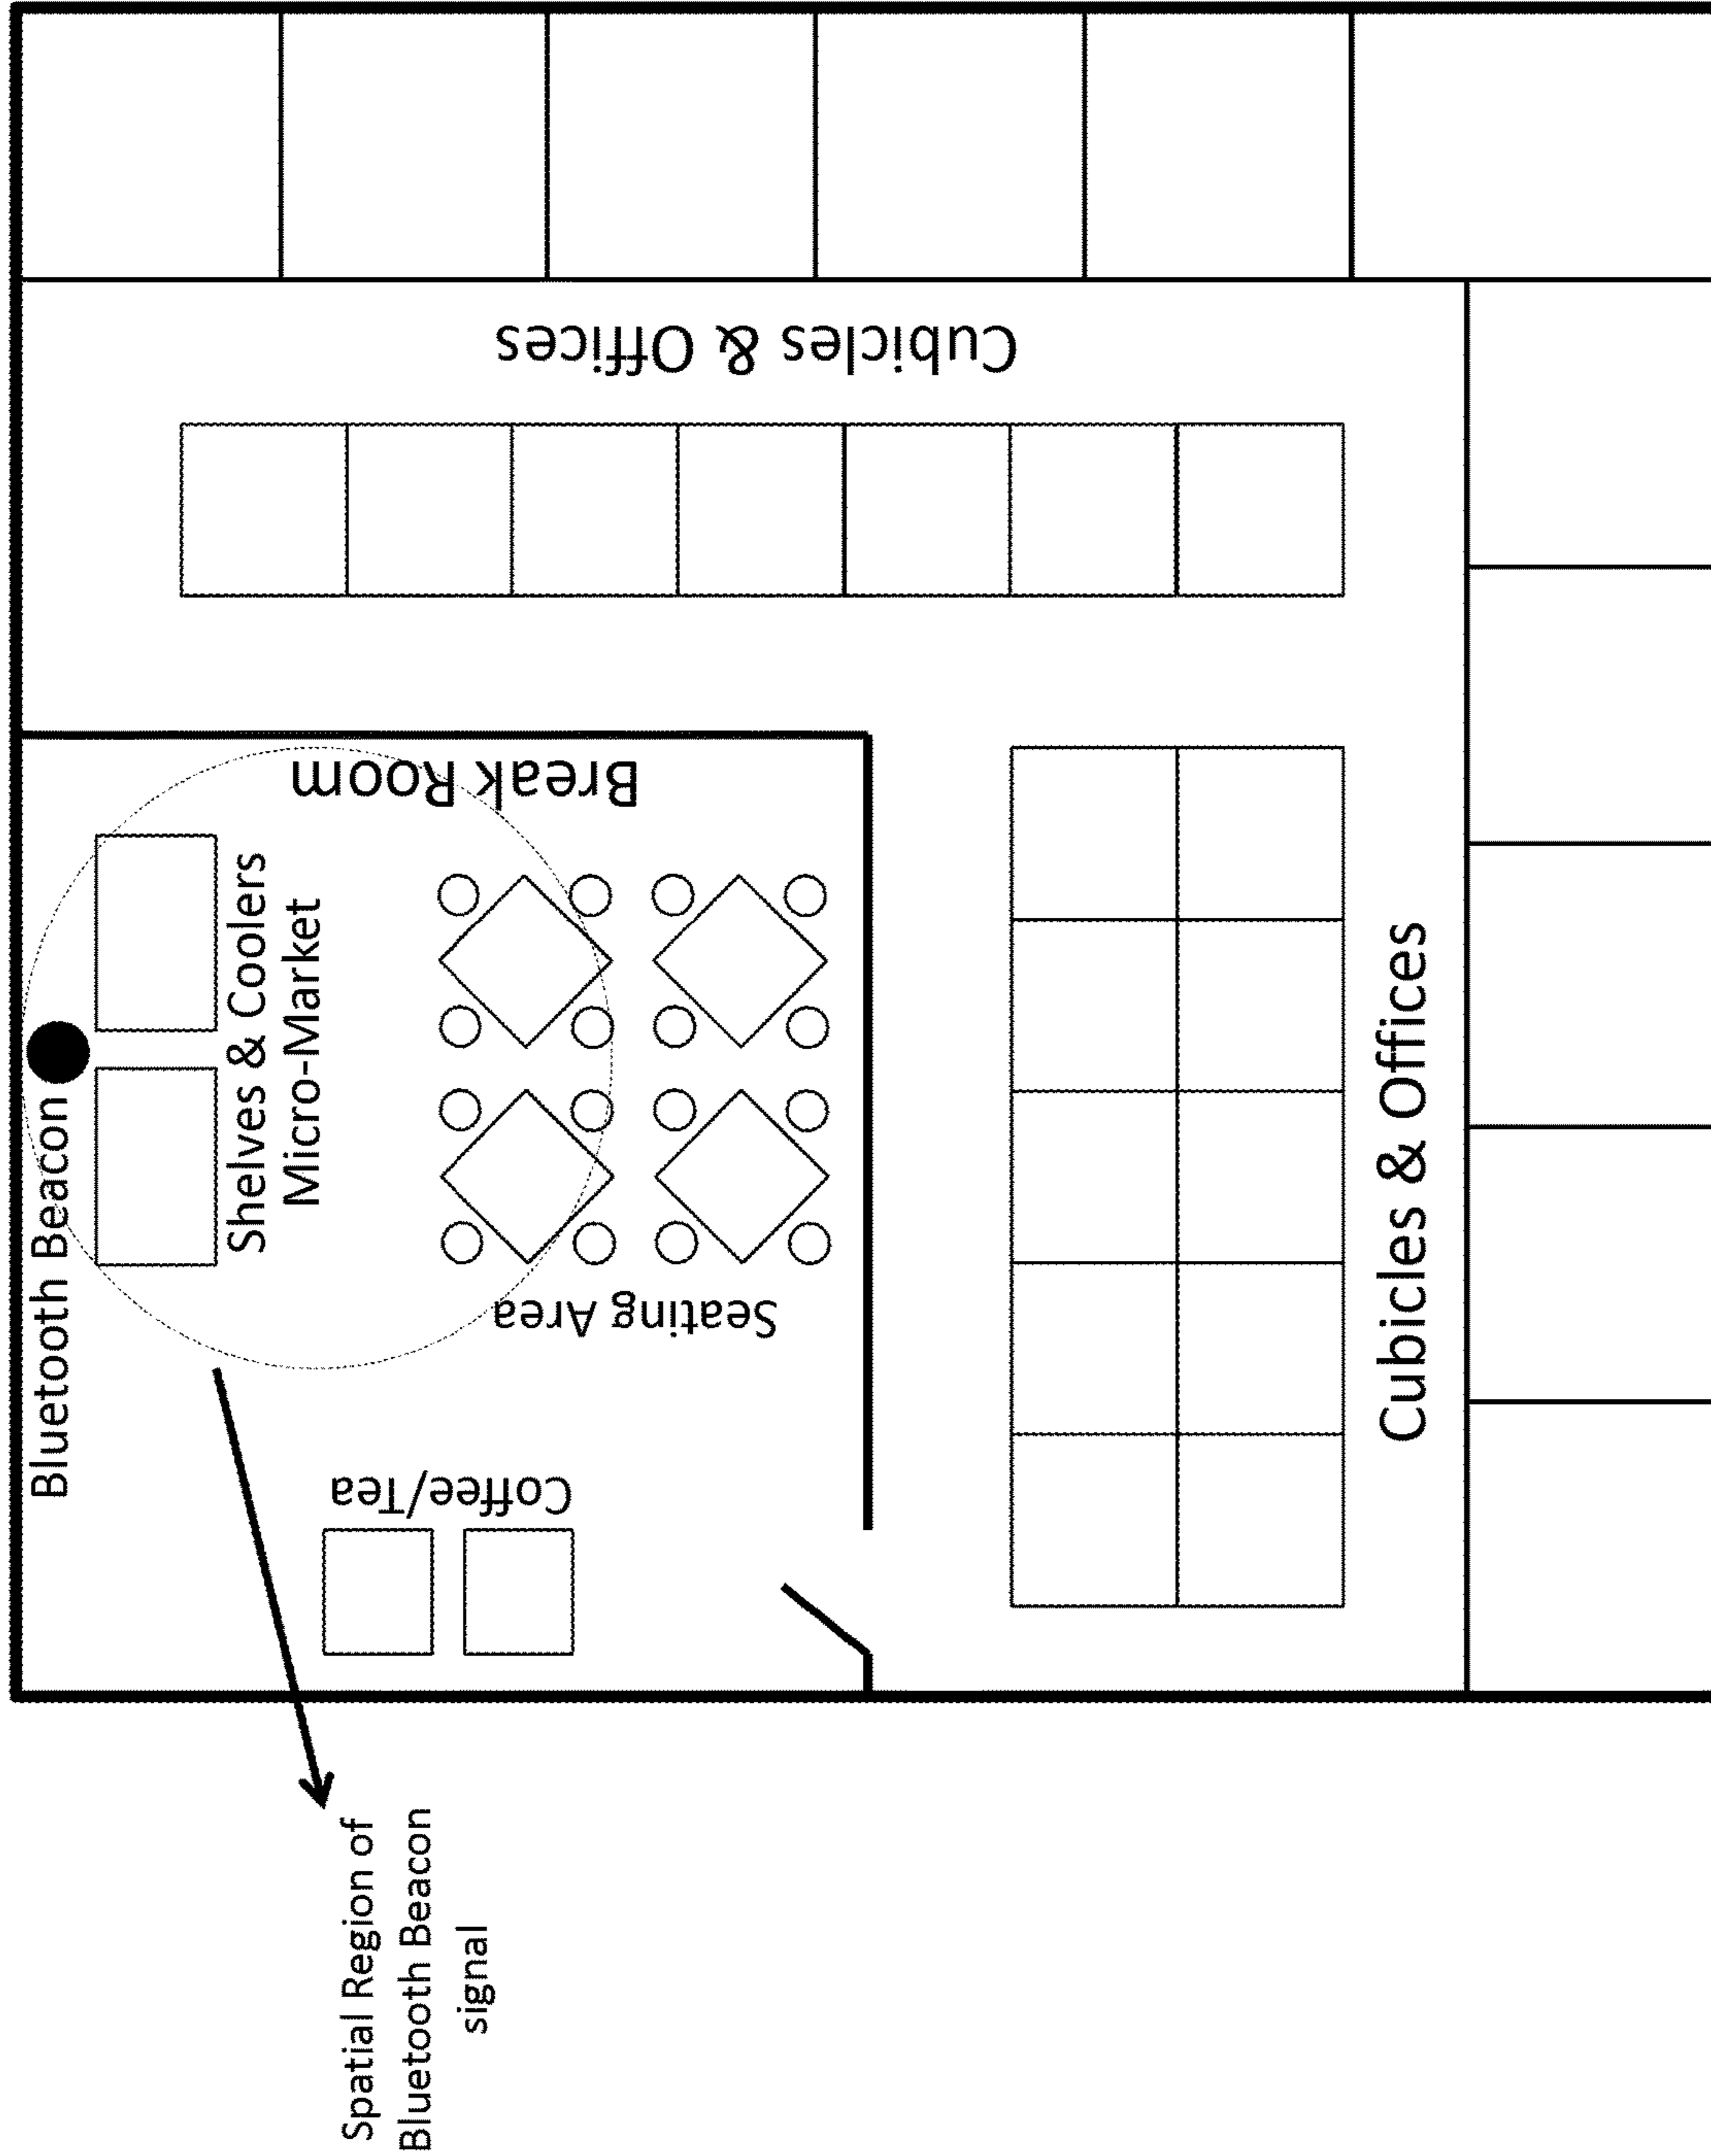 Bluetooth Beacon
Shelves & Coolers
Micro-Market
Break Room
Seating Area
Coffee/Tea
Cubicles & Offices
Cubicles & Offices
Spatial Region of
Bluetooth Beacon
signal